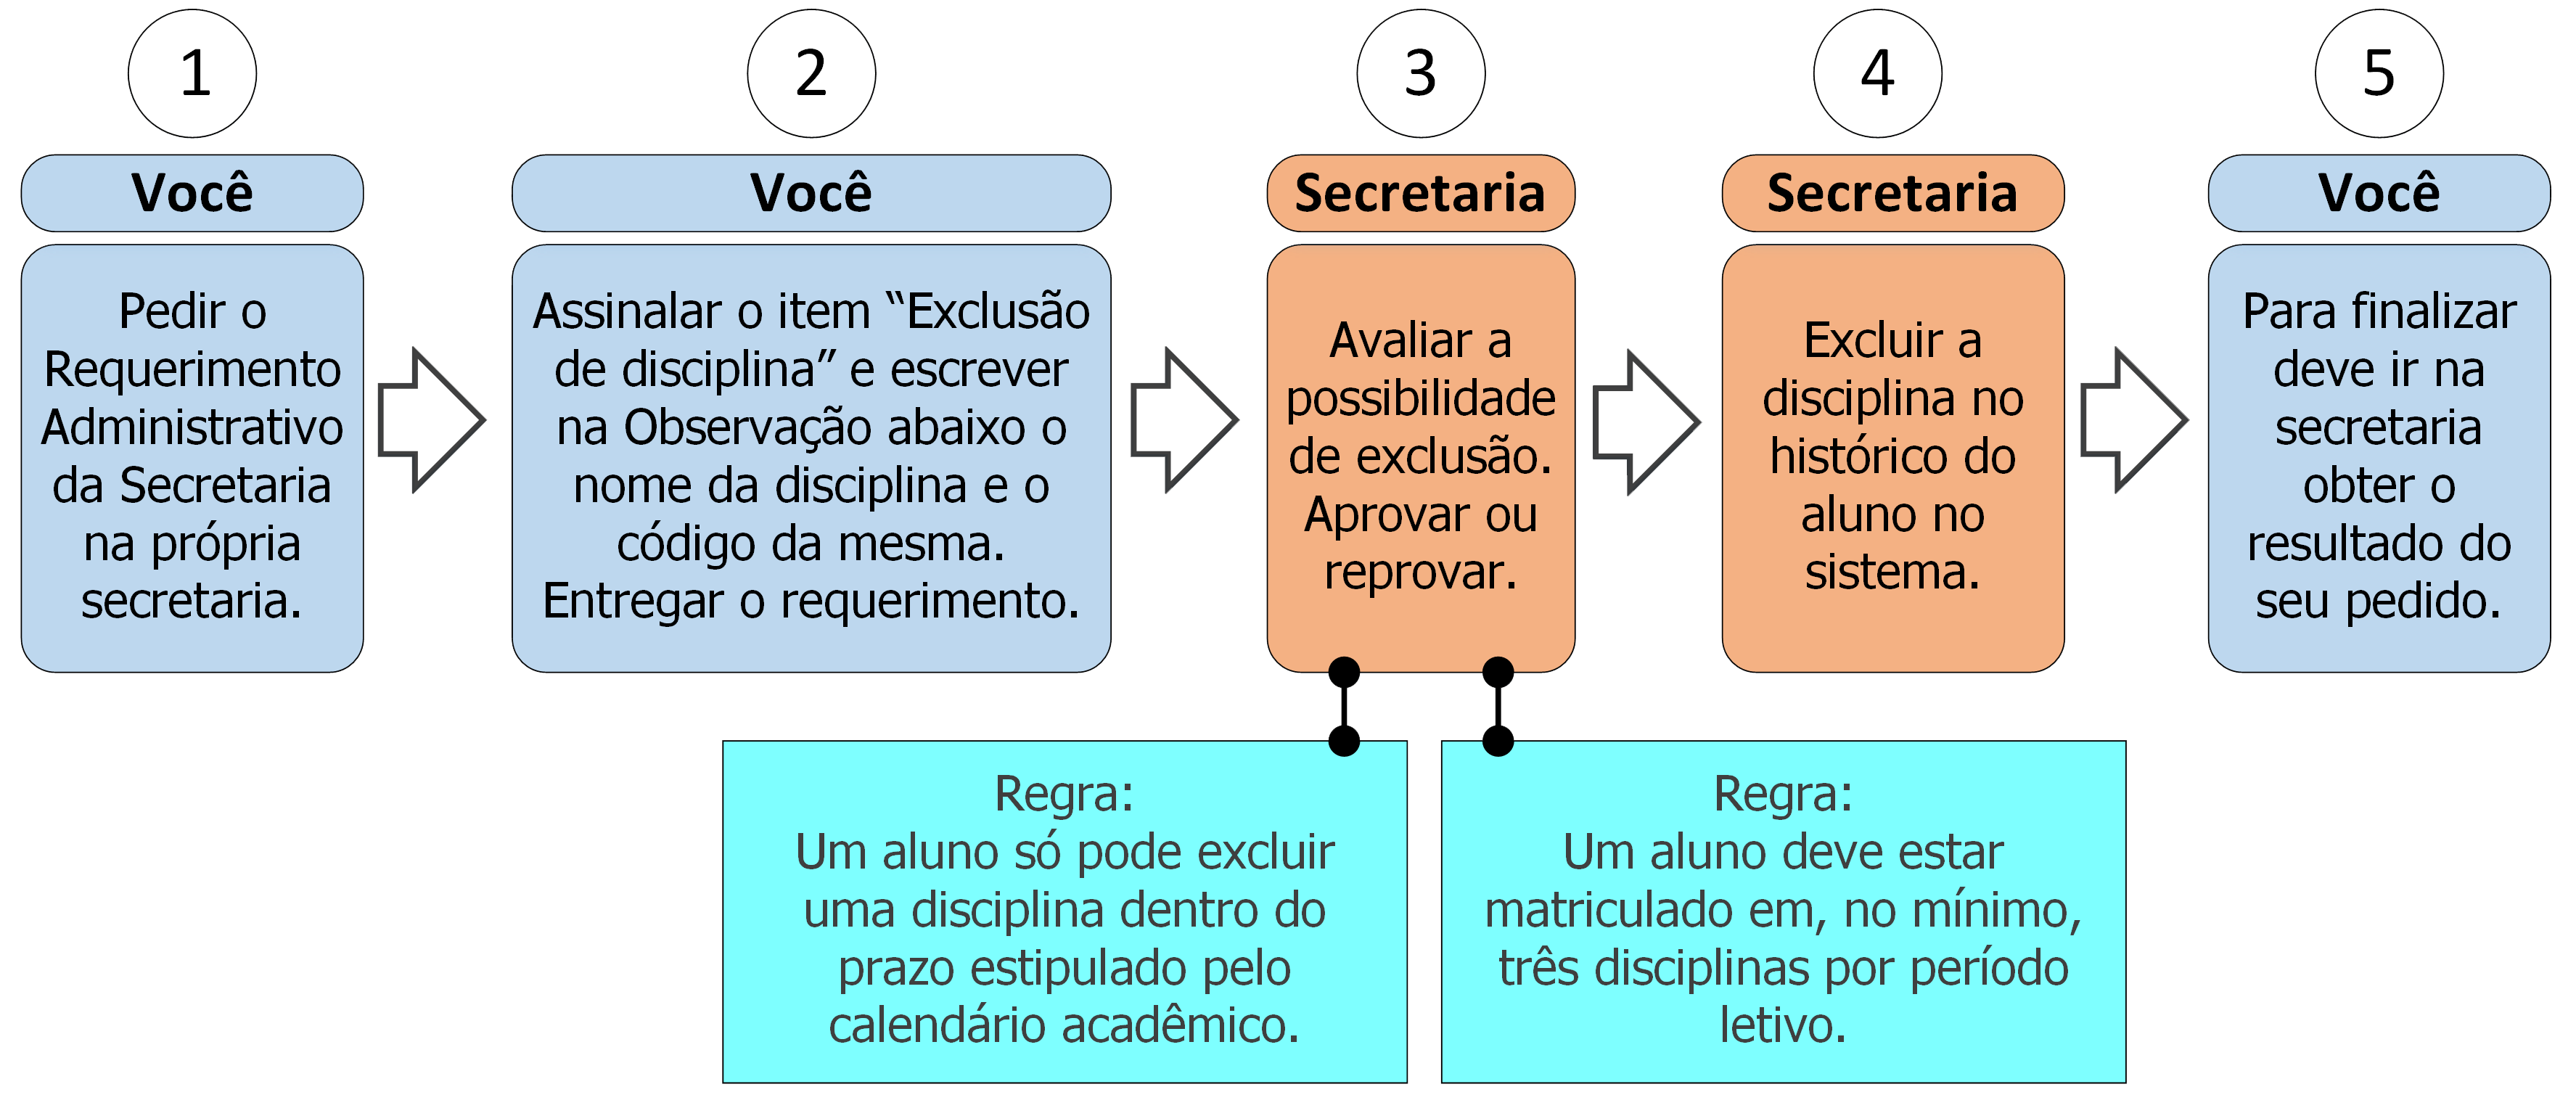 1
Você
Pedir o
Requerimento
Administrativo
da Secretaria
na própria
secretaria.
2
Você
Assinalar o item “Exclusão
de disciplina” e escrever
na Observação abaixo o
nome da disciplina e o
código da mesma.
Entregar o requerimento.
3
Secretaria
Avaliar a
possibilidade
de exclusão.
Aprovar ou
reprovar.
4
Secretaria
Excluir a
disciplina no
histórico do
aluno no
sistema.
5
Você
Para finalizar
deve ir na
secretaria
obter o
resultado do
seu pedido.
Regra:
Um aluno só pode excluir
uma disciplina dentro do
prazo estipulado pelo
calendário acadêmico.
Regra:
Um aluno deve estar
matriculado em, no mínimo,
três disciplinas por período
letivo.